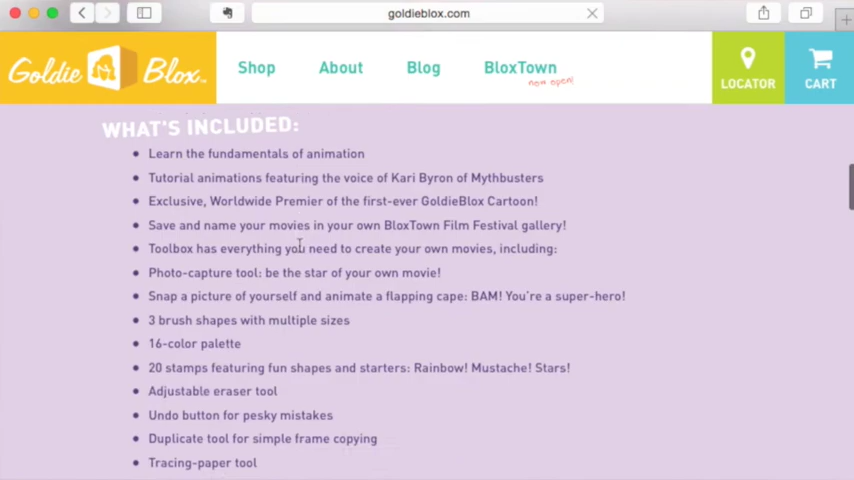 goldieblox.com
Goldie Blox
Shop About Blog BloxTown
now open!
LOCATOR CART
WHAT'S INCLUDED:
Learn the fundamentals of animation
Tutorial animations featuring the voice of Kari Byron of Mythbusters
Exclusive, Worldwide Premier of the first-ever GoldieBlox Cartoon!
Save and name your movies in your own BloxTown Film Festival gallery!
Toolbox has everything you need to create your own movies, including:
Photo-capture tool: be the star of your own movie!
Snap a picture of yourself and animate a flapping cape: BAM! You're a super-hero!
3 brush shapes with multiple sizes
16-color palette
20 stamps featuring fun shapes and starters: Rainbow! Mustache! Stars!
Adjustable eraser tool
Undo button for pesky mistakes
Duplicate tool for simple frame copying
Tracing-paper tool